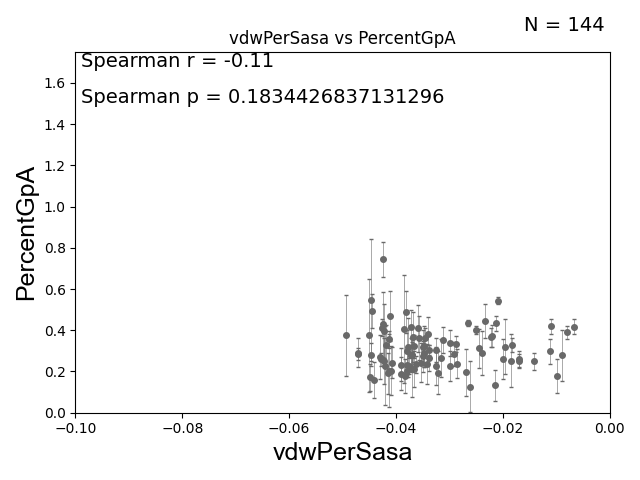 N = 144
vdwPerSasa vs PercentGpA
Spearman r = -0.11
Spearman p = 0.1834426837131296
PercentGpA
1.6
1.4
1.2
1.0
0.8
0.6
0.4
0.2
0.0
−0.10
−0.08
−0.06
−0.04
−0.02
0.00
vdwPerSasa